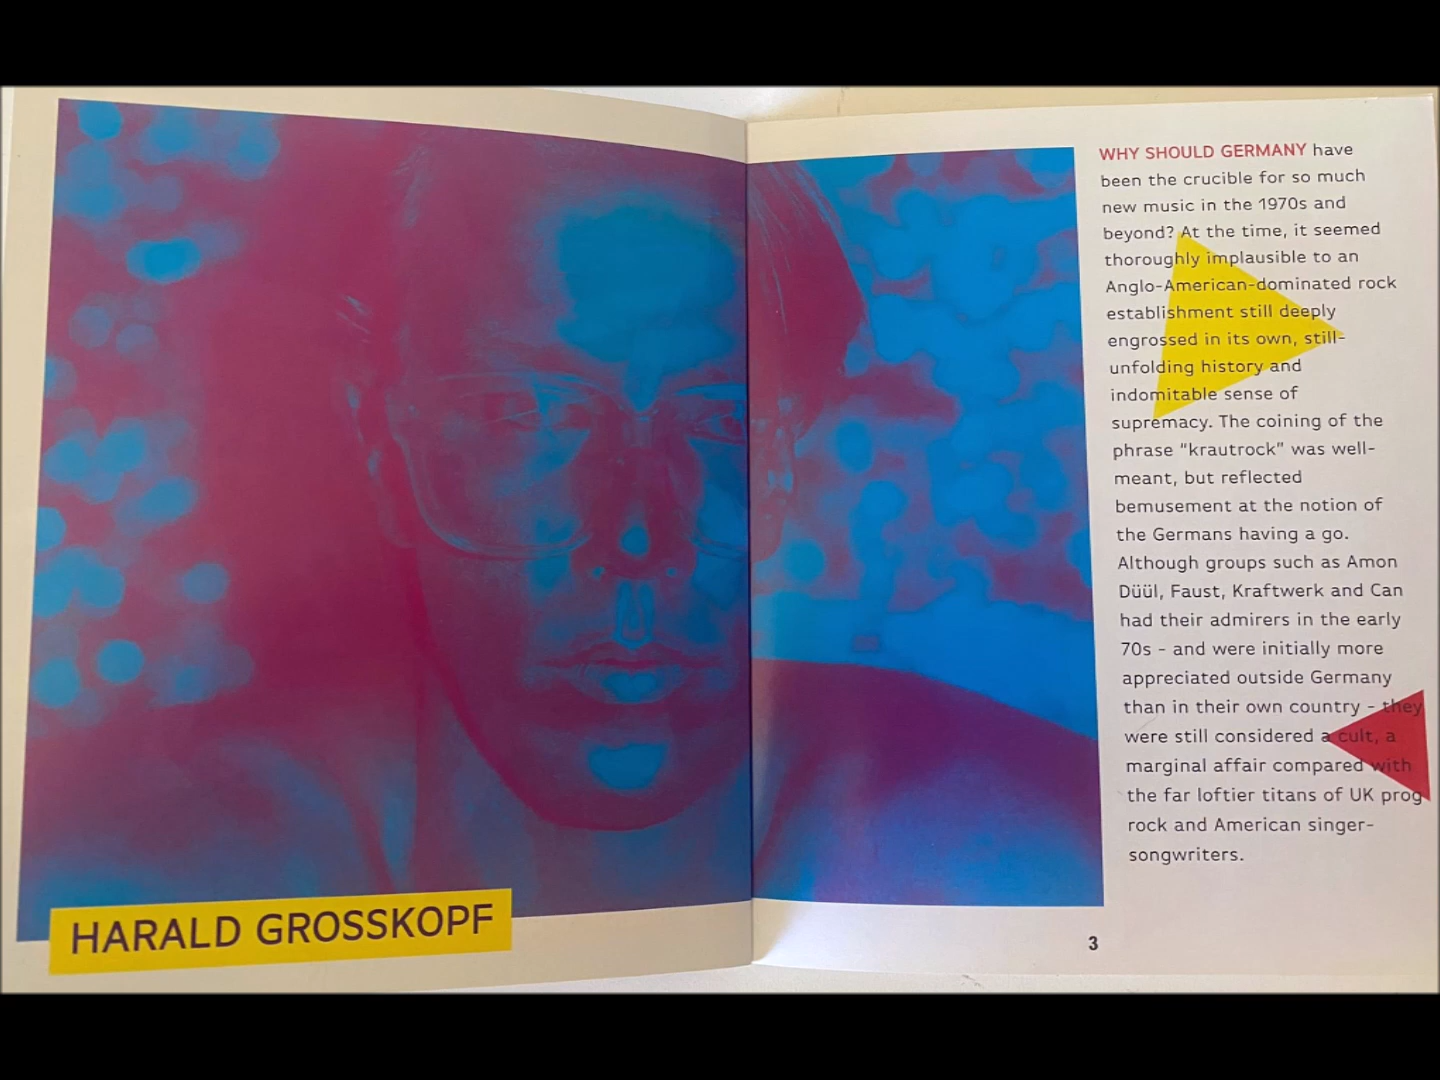 HARALD GROSSKOPF
WHY SHOULD GERMANY have
been the crucible for so much
new music in the 1970s and
beyond? At the time, it seemed
thoroughly implausible to an
Anglo-American-dominated rock
establishment still deeply
engrossed in its own, still-
unfolding history and
indomitable sense of
supremacy. The coining of the
phrase “krautrock” was well-
meant, but reflected
bemusement at the notion of
the Germans having a go.
Although groups such as Amon
Düül, Faust, Kraftwerk and Can
had their admirers in the early
70s - and were initially more
appreciated outside Germany
than in their own country - they
were still considered a cult, a
marginal affair compared with
the far loftier titans of UK prog
rock and American singer-
songwriters.
3